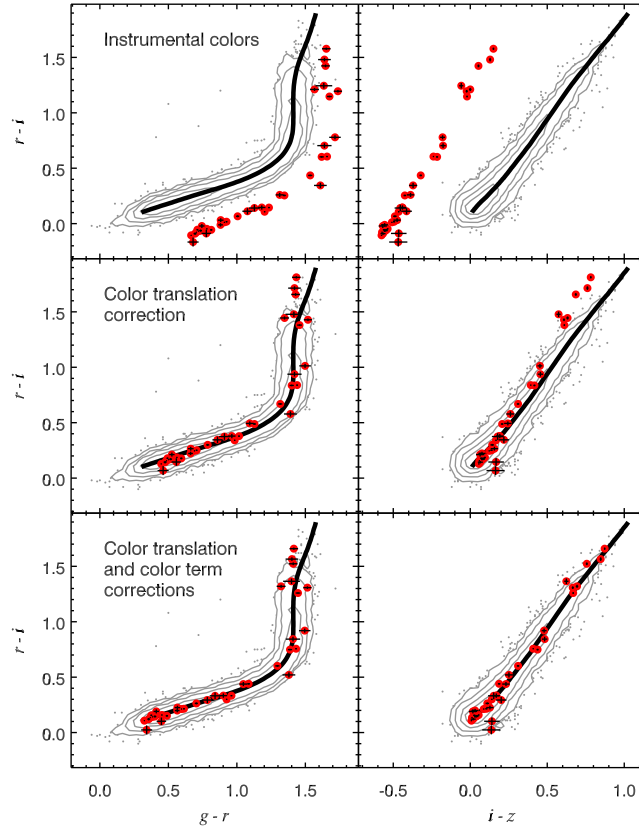 Instrumental colors
1.5
1.0
0.5
0.0
r - i
Color translation
correction
1.5
1.0
0.5
0.0
r - i
Color translation
and color term
corrections
1.5
1.0
0.5
0.0
r - i
0.0 0.5 1.0 1.5
-0.5 0.0 0.5 1.0
g - r
i - z